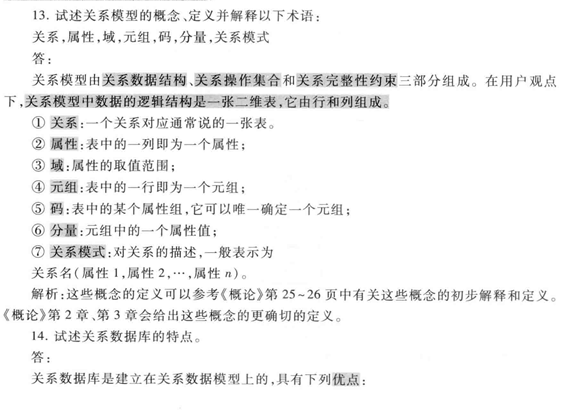 13. 试述关系模型的概念、定义并解释以下术语:
关系,属性,域,元组,码,分量,关系模式
答:
关系模型由关系数据结构、关系操作集合和关系完整性约束三部分组成。在用户观点
下,关系模型中数据的逻辑结构是一张二维表,它由行和列组成。
① 关系:一个关系对应通常说的一张表。
② 属性:表中的一列即为一个属性;
③ 域:属性的取值范围;
④ 元组:表中的一行即为一个元组;
⑤ 码:表中的某个属性组,它可以唯一确定一个元组;
⑥ 分量:元组中的一个属性值;
⑦ 关系模式:对关系的描述,一般表示为
关系名(属性 1,属性 2,…,属性 n)。
解析:这些概念的定义可以参考《概论》第 25~26 页中有关这些概念的初步解释和定义。
《概论》第 2 章、第 3 章会给出这些概念的更确切的定义。
14. 试述关系数据库的特点。
答:
关系数据库是建立在关系数据模型上的,具有下列优点: